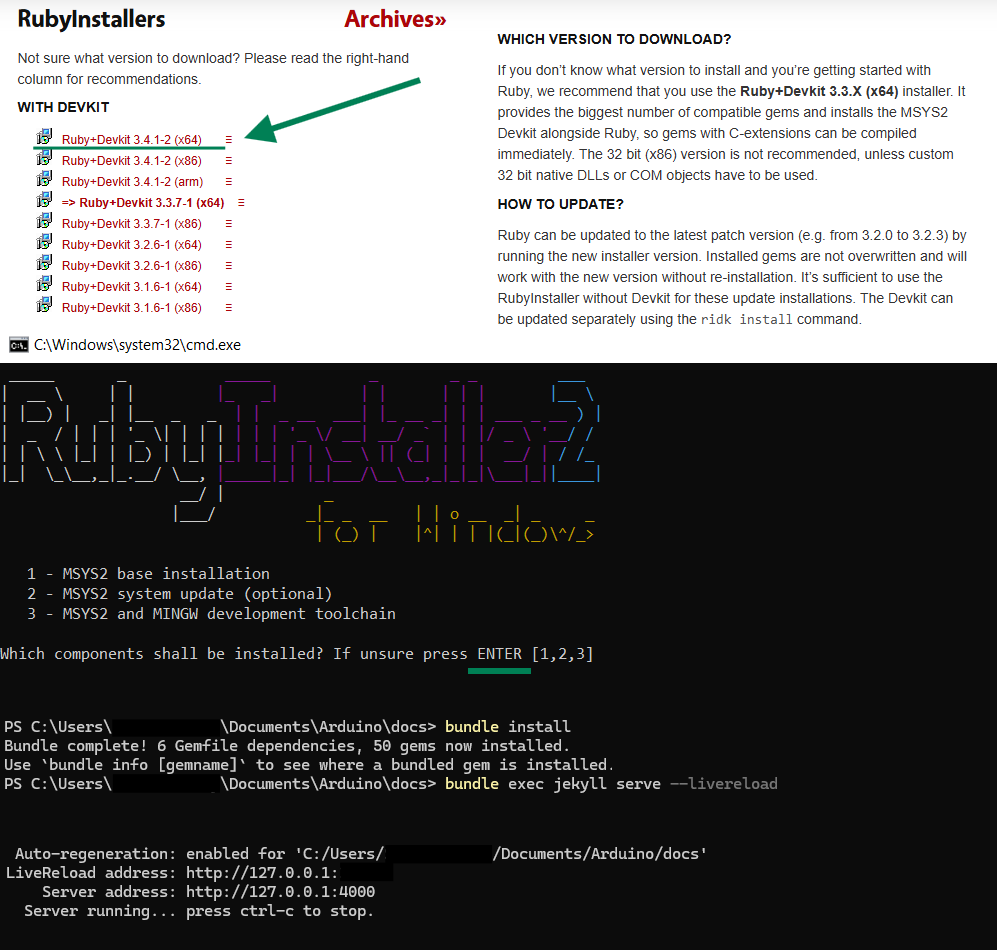 RubyInstallers
Archives»
Not sure what version to download? Please read the right-hand
column for recommendations.
WITH DEVKIT
Ruby+Devkit 3.4.1-2 (x64)
Ruby+Devkit 3.4.1-2 (x86)
Ruby+Devkit 3.4.1-2 (arm)
=> Ruby+Devkit 3.3.7-1 (x64)
Ruby+Devkit 3.3.7-1 (x86)
Ruby+Devkit 3.2.6-1 (x64)
Ruby+Devkit 3.2.6-1 (x86)
Ruby+Devkit 3.1.6-1 (x64)
Ruby+Devkit 3.1.6-1 (x86)
WHICH VERSION TO DOWNLOAD?
If you don’t know what version to install and you’re getting started with
Ruby, we recommend that you use the Ruby+Devkit 3.3.X (x64) installer. It
provides the biggest number of compatible gems and installs the MSYS2
Devkit alongside Ruby, so gems with C-extensions can be compiled
immediately. The 32 bit (x86) version is not recommended, unless custom
32 bit native DLLs or COM objects have to be used.
HOW TO UPDATE?
Ruby can be updated to the latest patch version (e.g. from 3.2.0 to 3.2.3) by
running the new installer version. Installed gems are not overwritten and will
work with the new version without re-installation. It’s sufficient to use the
RubyInstaller without Devkit for these update installations. The Devkit can
be updated separately using the ridk install command.
C:\Windows\system32\cmd.exe
RubyInstaller2
for Windows
1 - MSYS2 base installation
2 - MSYS2 system update (optional)
3 - MSYS2 and MINGW development toolchain
Which components shall be installed? If unsure press ENTER [1,2,3]
PS C:\Users\ \Documents\Arduino\docs> bundle install
Bundle complete! 6 Gemfile dependencies, 50 gems now installed.
Use `bundle info [gemname]` to see where a bundled gem is installed.
PS C:\Users\ \Documents\Arduino\docs> bundle exec jekyll serve --livereload
Auto-regeneration: enabled for 'C:/Users/ /Documents/Arduino/docs'
LiveReload address: http://127.0.0.1:
Server address: http://127.0.0.1:4000
Server running... press ctrl-c to stop.